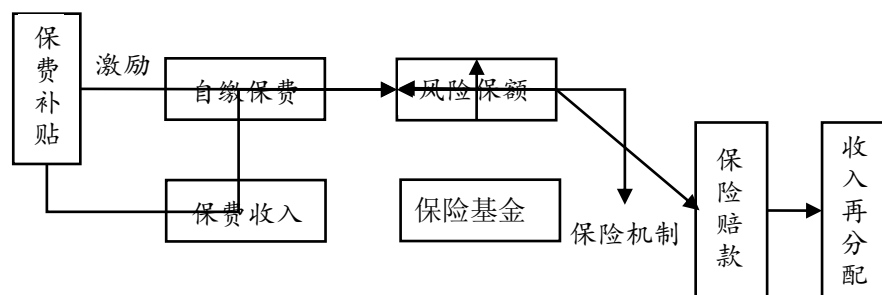 保费补贴
激励
自缴保费
风险保额
保费收入
保险基金
保险机制
保险赔款
收入再分配